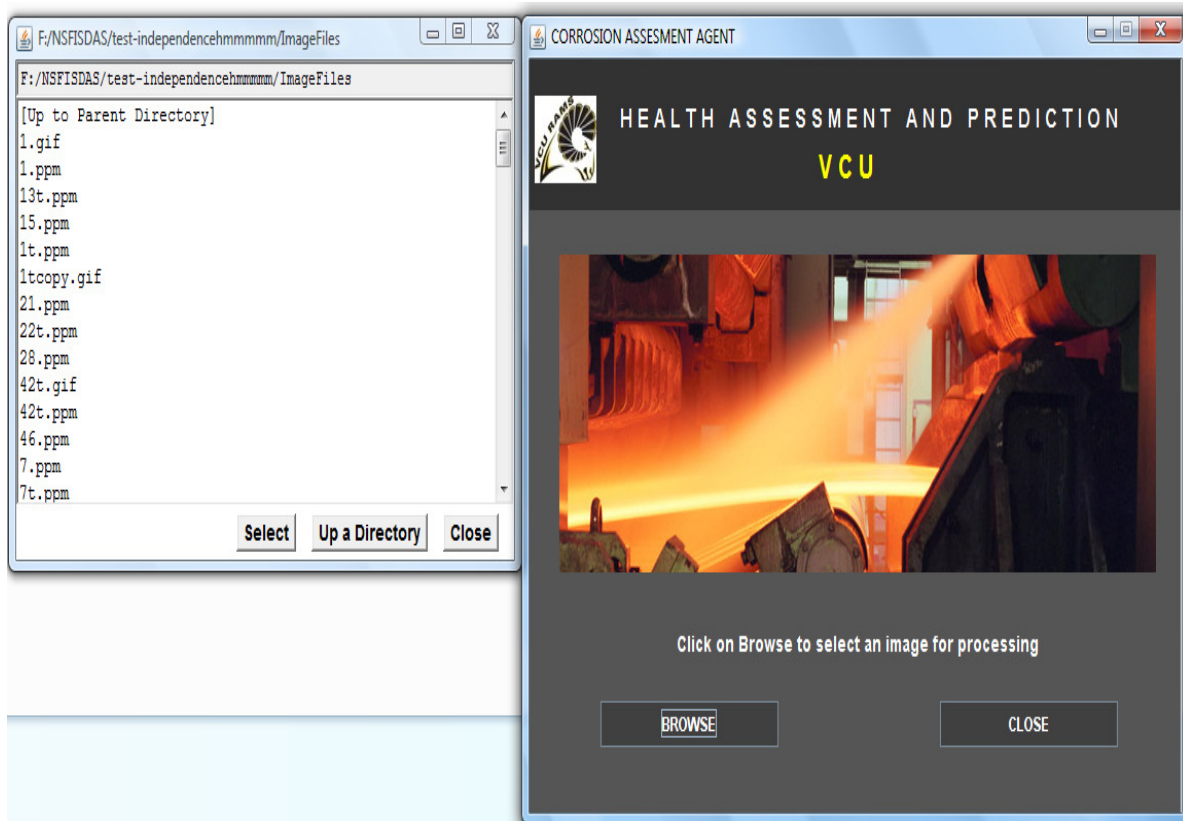 F:/NSFISDAS/test-independencehmmmmm/ImageFiles
F:/NSFISDAS/test-independencehmmmmm/ImageFiles
[Up to Parent Directory]
1.gif
1.ppm
13t.ppm
15.ppm
1t.ppm
1tcopy.gif
21.ppm
22t.ppm
28.ppm
42t.gif
42t.ppm
46.ppm
7.ppm
7t.ppm
Select Up a Directory Close
CORROSION ASSESMENT AGENT
VCU RAMS
HEALTH ASSESSMENT AND PREDICTION
VCU
Click on Browse to select an image for processing
BROWSE CLOSE